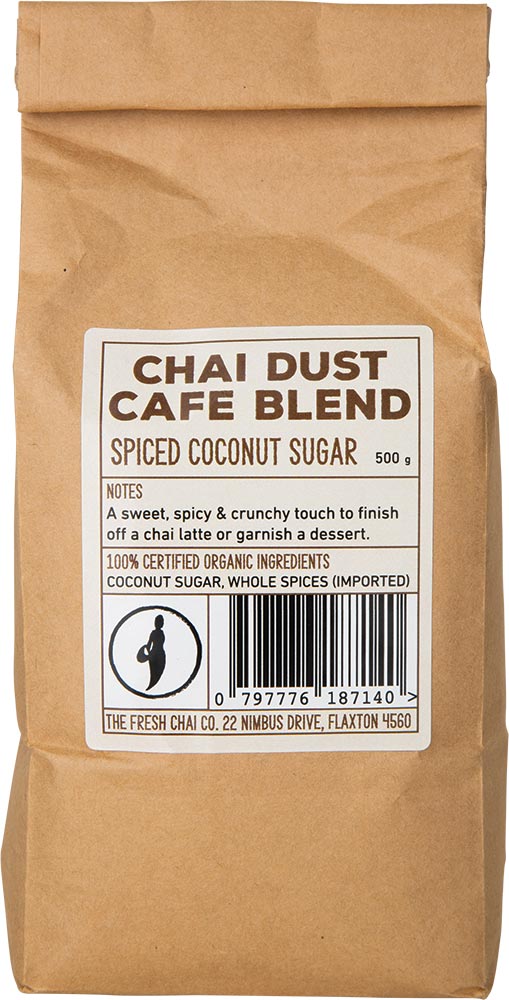 CHAI DUST
CAFE BLEND
SPICED COCONUT SUGAR 500 g
NOTES
A sweet, spicy & crunchy touch to finish
off a chai latte or garnish a dessert.
100% CERTIFIED ORGANIC INGREDIENTS
COCONUT SUGAR, WHOLE SPICES (IMPORTED)
0 797776 187140 >
THE FRESH CHAI CO. 22 NIMBUS DRIVE, FLAXTON 4560